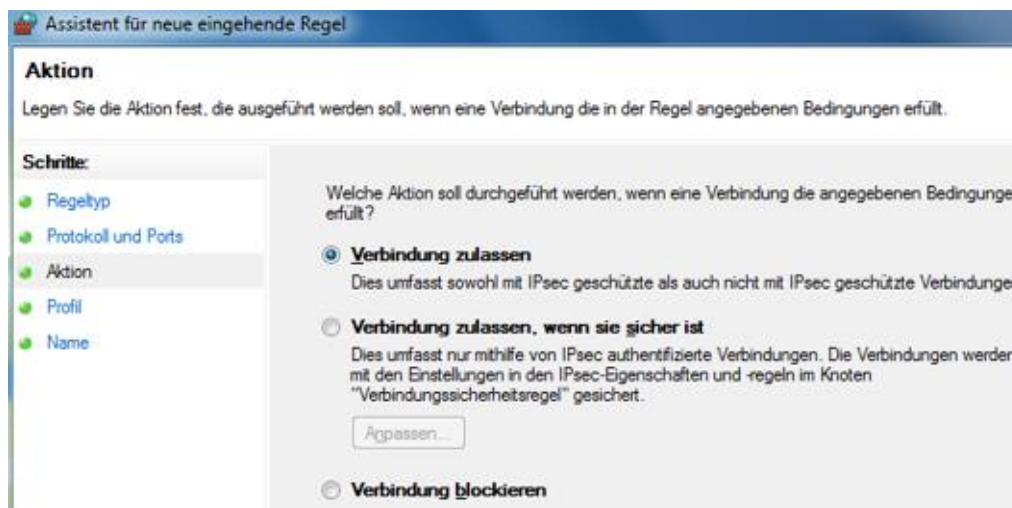 Assistent für neue eingehende Regel
Aktion
Legen Sie die Aktion fest, die ausgeführt werden soll, wenn eine Verbindung die in der Regel angegebenen Bedingungen erfüllt.
Schritte:
Regeltyp
Protokoll und Ports
Aktion
Profil
Name
Welche Aktion soll durchgeführt werden, wenn eine Verbindung die angegebenen Bedingunge
erfüllt?
Verbindung zulassen
Dies umfasst sowohl mit IPsec geschützte als auch nicht mit IPsec geschützte Verbindunge
Verbindung zulassen, wenn sie sicher ist
Dies umfasst nur mithilfe von IPsec authentifizierte Verbindungen. Die Verbindungen werden
mit den Einstellungen in den IPsec-Eigenschaften und -regeln im Knoten
"Verbindungssicherheitsregel" gesichert.
Anpassen...
Verbindung blockieren